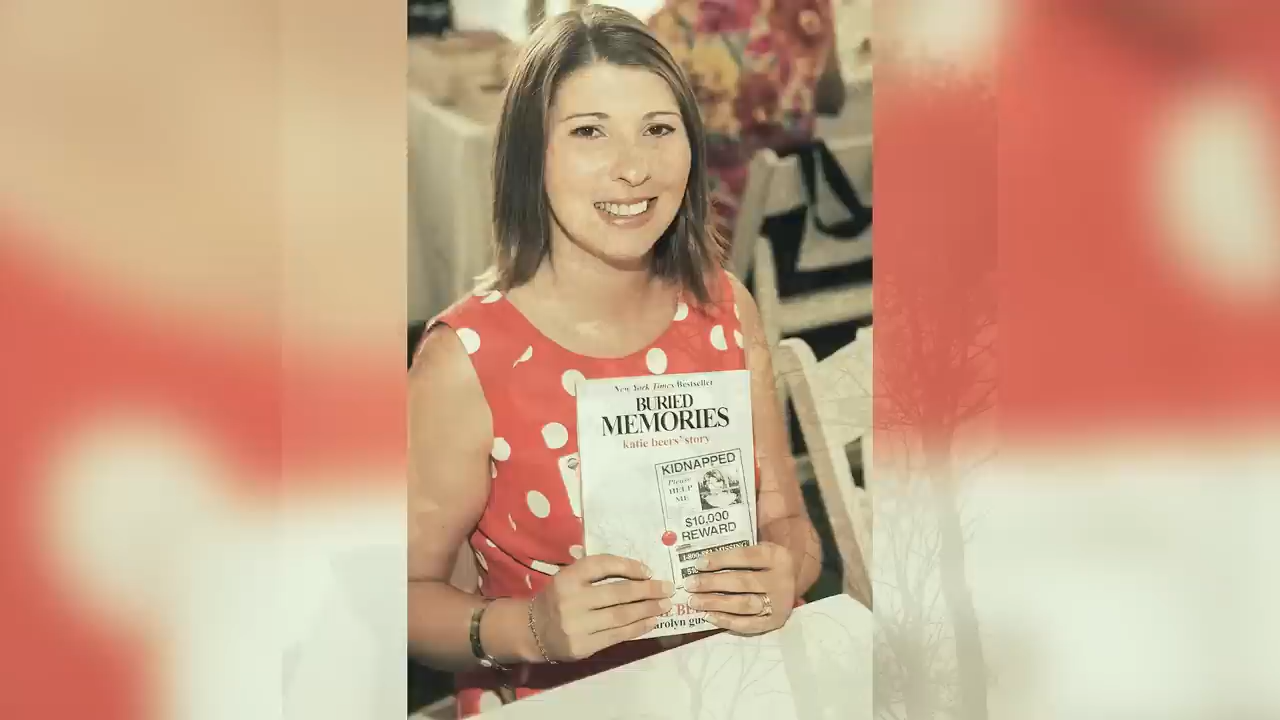 New York Times Bestseller
BURIED
MEMORIES
katie beers' story
KIDNAPPED
Please
HELP
ME
$10,000
REWARD